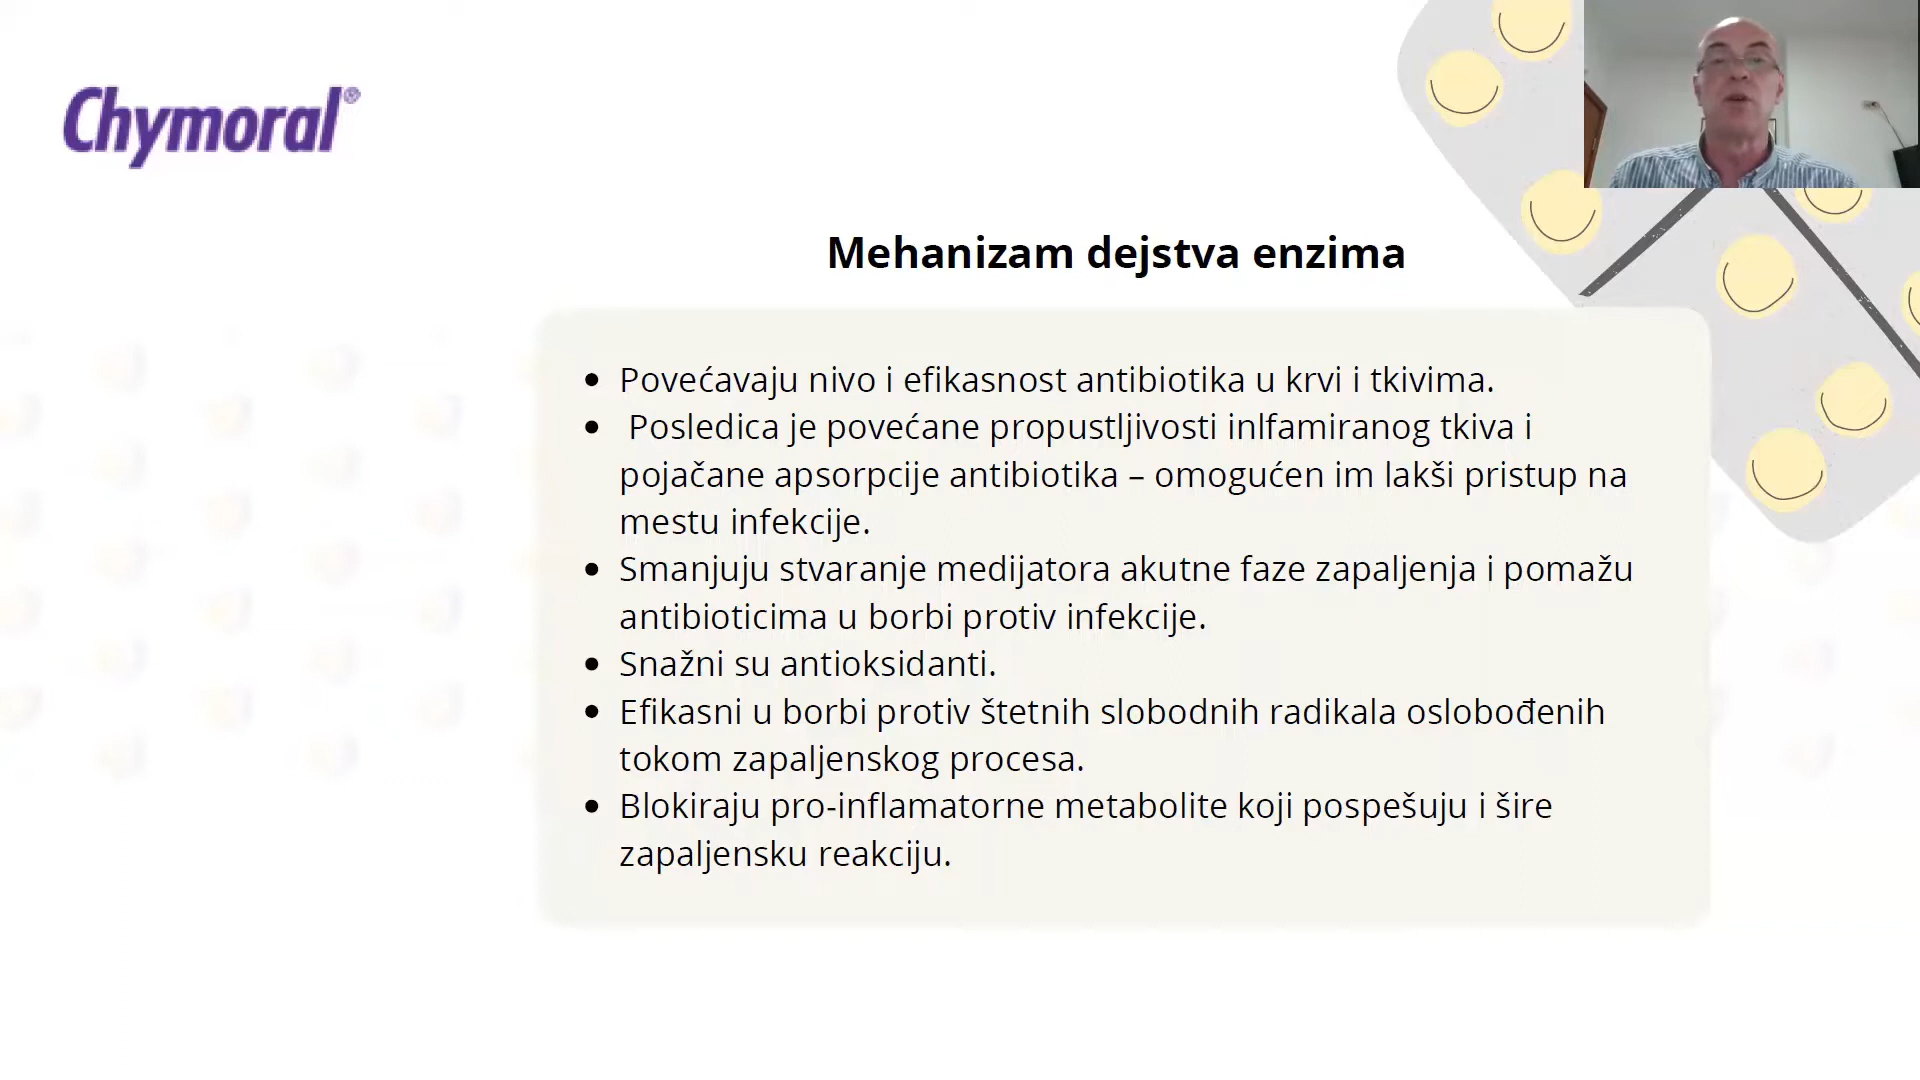 Chymoral®
Mehanizam dejstva enzima
• Povećavaju nivo i efikasnost antibiotika u krvi i tkivima.
• Posledica je povećane propustljivosti inlfamiranog tkiva i
pojačane apsorpcije antibiotika – omogućen im lakši pristup na
mestu infekcije.
• Smanjuju stvaranje medijatora akutne faze zapaljenja i pomažu
antibioticima u borbi protiv infekcije.
• Snažni su antioksidanti.
• Efikasni u borbi protiv štetnih slobodnih radikala oslobođenih
tokom zapaljenskog procesa.
• Blokiraju pro-inflamatorne metabolite koji pospešuju i šire
zapaljensku reakciju.